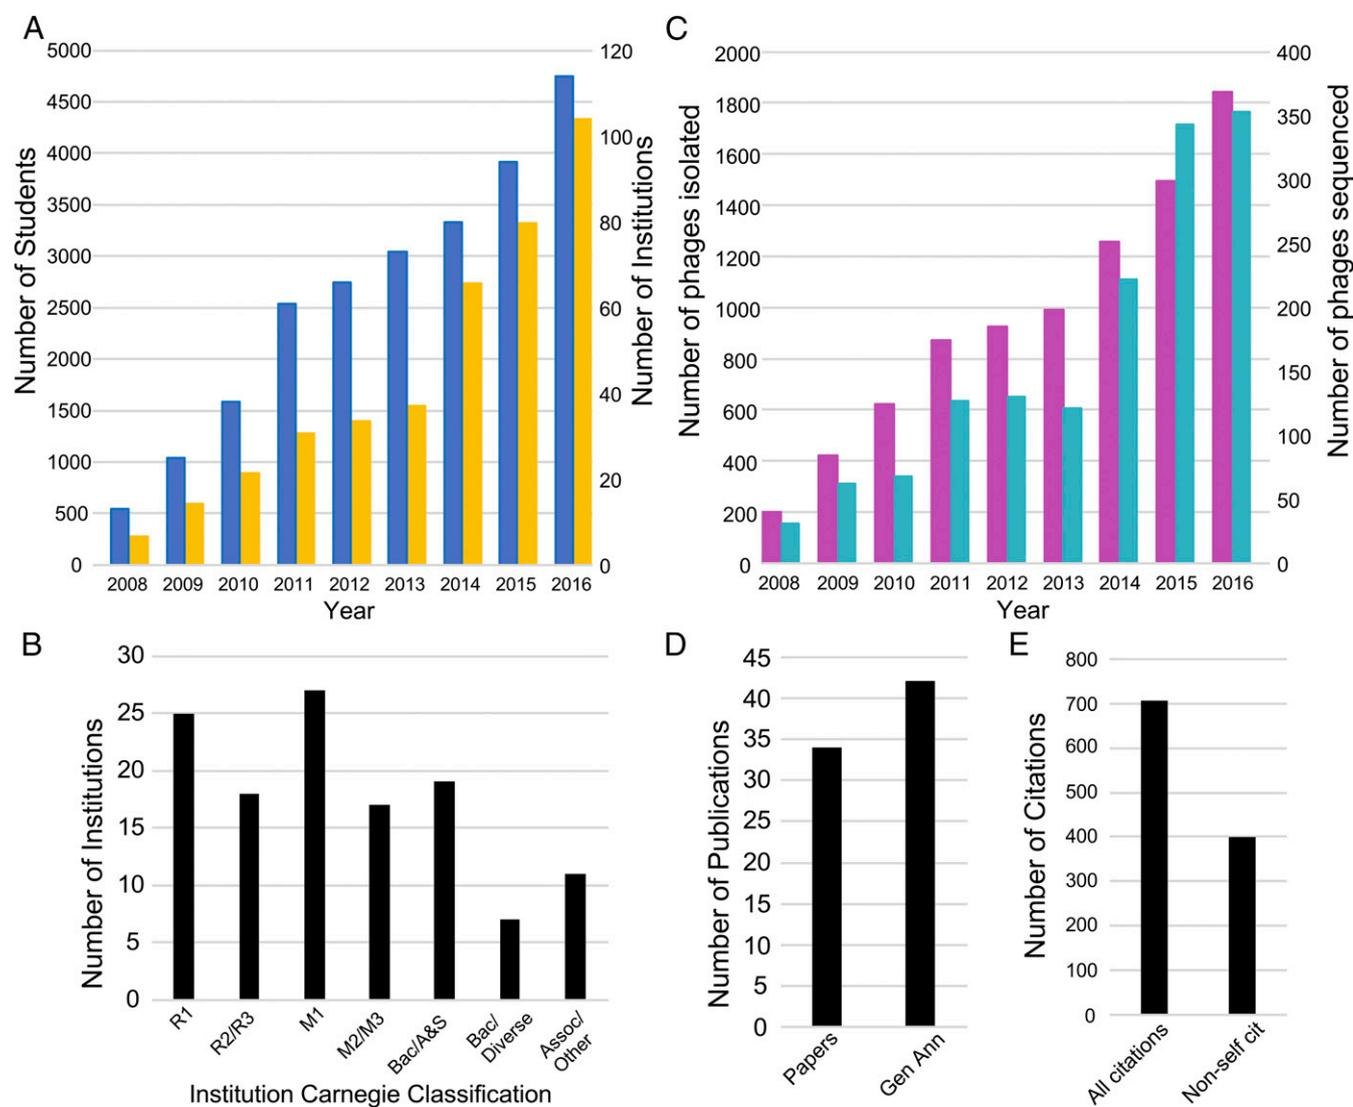 A
5000
4500
4000
3500
3000
2500
2000
1500
1000
500
0
Number of Students
120
100
80
60
40
20
0
Number of Institutions
2008 2009 2010 2011 2012 2013 2014 2015 2016
Year
C
2000
1800
1600
1400
1200
1000
800
600
400
200
0
Number of phages isolated
400
350
300
250
200
150
100
50
0
Number of phages sequenced
2008 2009 2010 2011 2012 2013 2014 2015 2016
Year
B
30
25
20
15
10
5
0
Number of Institutions
R1
R2/R3
M1
M2/M3
Bac/A&S
Bac/
Diverse
Assoc/
Other
Institution Carnegie Classification
D
45
40
35
30
25
20
15
10
5
0
Number of Publications
Papers
Gen Ann
E
800
700
600
500
400
300
200
100
0
Number of Citations
All citations
Non-self cit